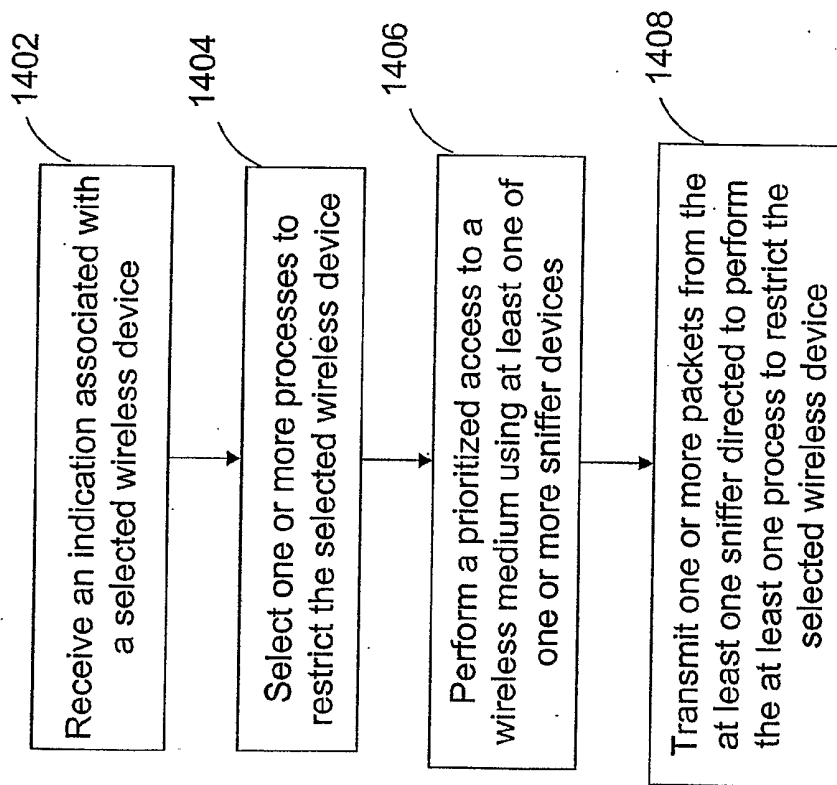 1402
Receive an indication associated with
a selected wireless device
1404
Select one or more processes to
restrict the selected wireless device
1406
Perform a prioritized access to a
wireless medium using at least one of
one or more sniffer devices
1408
Transmit one or more packets from the
at least one sniffer directed to perform
the at least one process to restrict the
selected wireless device